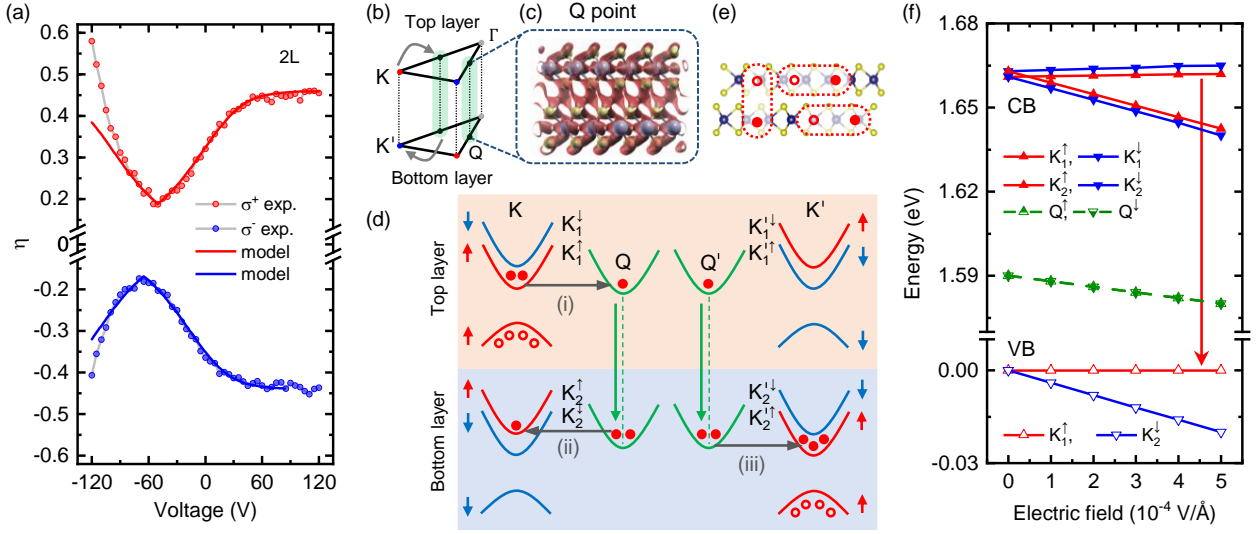 (a)
0.6
0.5
0.4
0.3
0.2
0
-0.2
-0.3
-0.4
-0.5
-0.6
η
2L
σ+ exp.
σ- exp.
model
model
-120 -60 0 60 120
Voltage (V)
(b)
Top layer
Γ
K
K'
Q
Bottom layer
(c)
Q point
(e)
(d)
Top layer
Bottom layer
K
K'
K₁↓
K₁↑
Q
Q'
K₁'↓
K₁'↑
(i)
K₂↑
K₂↓
K₂'↓
K₂'↑
(ii)
(iii)
(f)
1.68
1.65
1.62
1.59
0.00
-0.03
Energy (eV)
CB
K₁↑, K₁↓
K₂↑, K₂↓
Q↑, Q↓
VB
K₁↑, K₂↓
0 1 2 3 4 5
Electric field (10⁻⁴ V/Å)